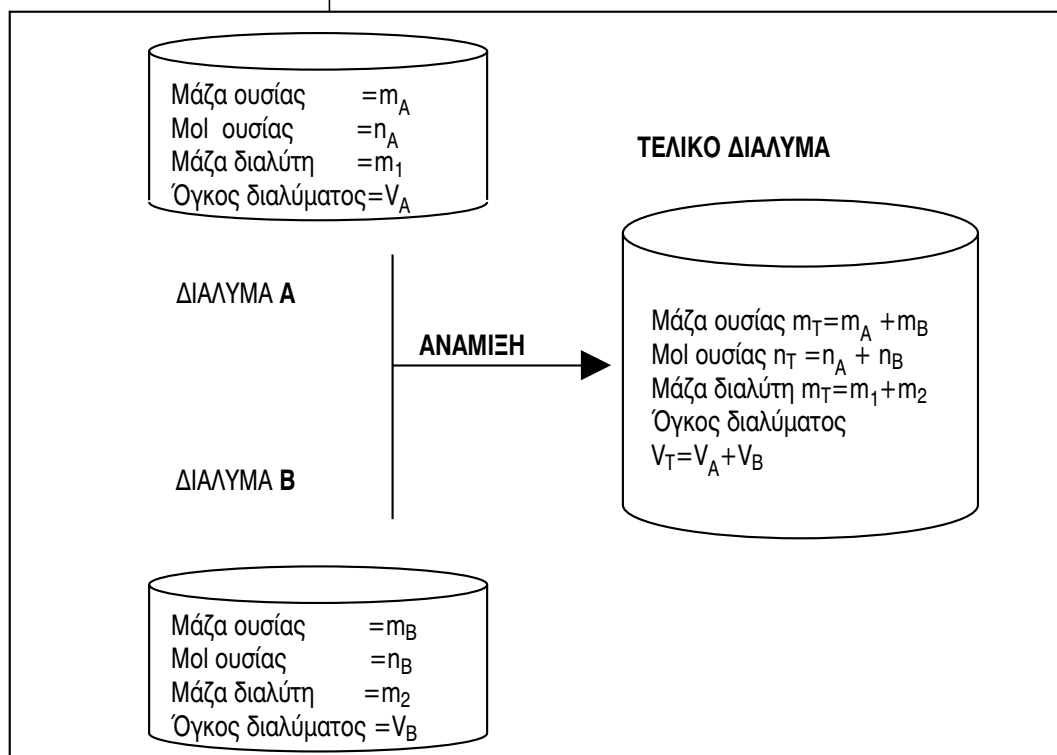 Μάζα ουσίας =m_A
Mol ουσίας =n_A
Μάζα διαλύτη =m_1
Όγκος διαλύματος=V_A
ΔΙΑΛΥΜΑ Α
ΑΝΑΜΙΞΗ
ΔΙΑΛΥΜΑ Β
Μάζα ουσίας =m_B
Mol ουσίας =n_B
Μάζα διαλύτη =m_2
Όγκος διαλύματος =V_B
ΤΕΛΙΚΟ ΔΙΑΛΥΜΑ
Μάζα ουσίας m_T=m_A +m_B
Mol ουσίας n_T =n_A + n_B
Μάζα διαλύτη m_T=m_1+m_2
Όγκος διαλύματος
V_T=V_A+V_B